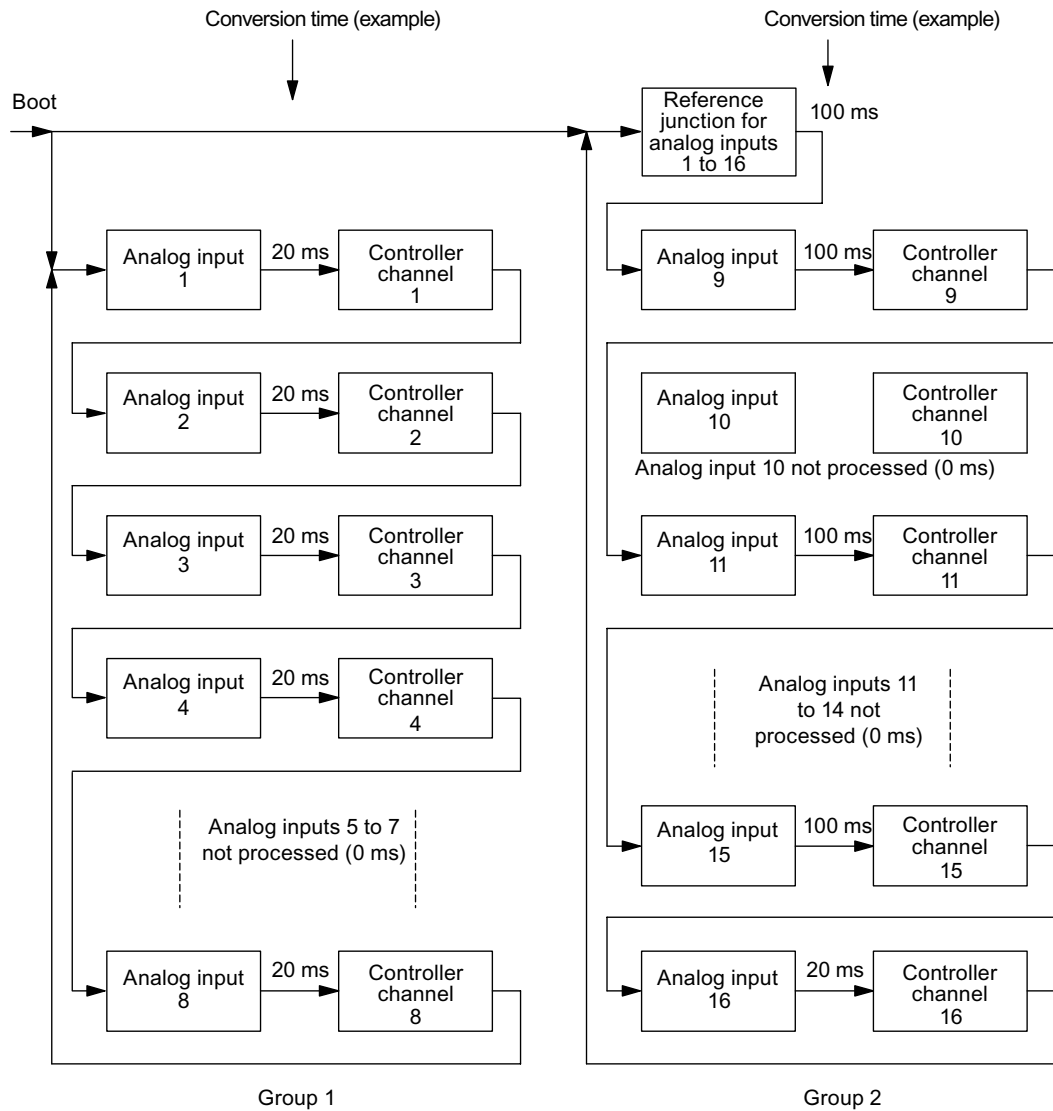 Conversion time (example)
Conversion time (example)
Boot
Reference
junction for
analog inputs
1 to 16
100 ms
Analog input
1
20 ms
Controller
channel
1
Analog input
2
20 ms
Controller
channel
2
Analog input
3
20 ms
Controller
channel
3
Analog input
4
20 ms
Controller
channel
4
Analog inputs 5 to 7
not processed (0 ms)
Analog input
8
20 ms
Controller
channel
8
Group 1
Analog input
9
100 ms
Controller
channel
9
Analog input
10
Controller
channel
10
Analog input 10 not processed (0 ms)
Analog input
11
100 ms
Controller
channel
11
Analog inputs 11
to 14 not
processed (0 ms)
Analog input
15
100 ms
Controller
channel
15
Analog input
16
20 ms
Controller
channel
16
Group 2